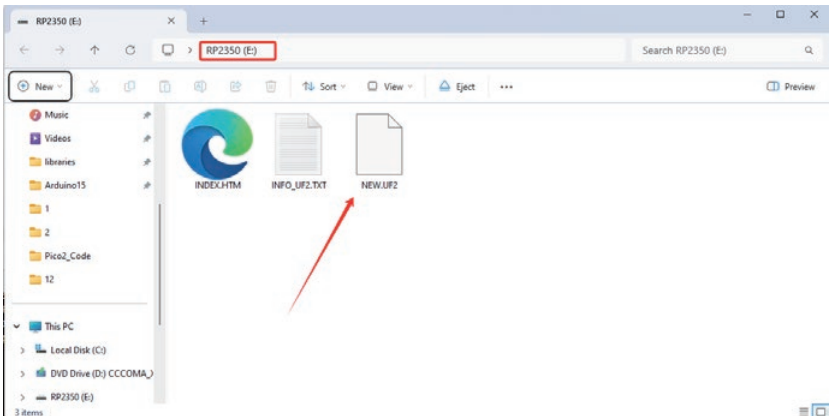 RP2350 (E:)
RP2350 (E:)
Search RP2350 (E:)
New
Sort
View
Eject
Preview
Music
Videos
libraries
Arduino15
1
2
Pico2_Code
12
This PC
Local Disk (C:)
DVD Drive (D:) CCCOMA_X
RP2350 (E:)
INDEX.HTM
INFO_UF2.TXT
NEW.UF2
3 items